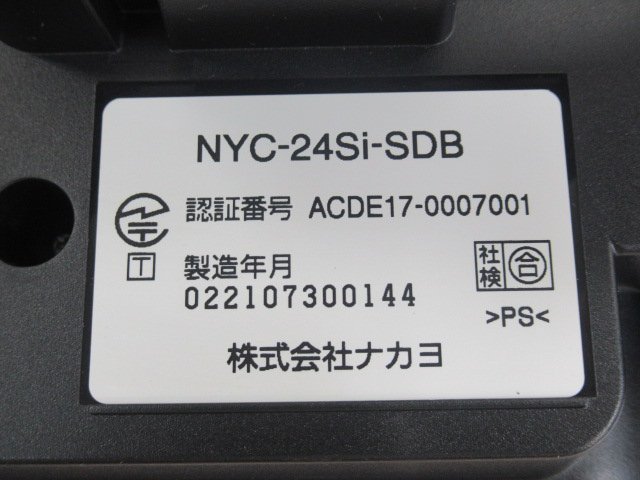 NYC-24Si-SDB
認証番号 ACDE17-0007001
T
製造年月
022107300144
社検 合
>PS<
株式会社ナカヨ